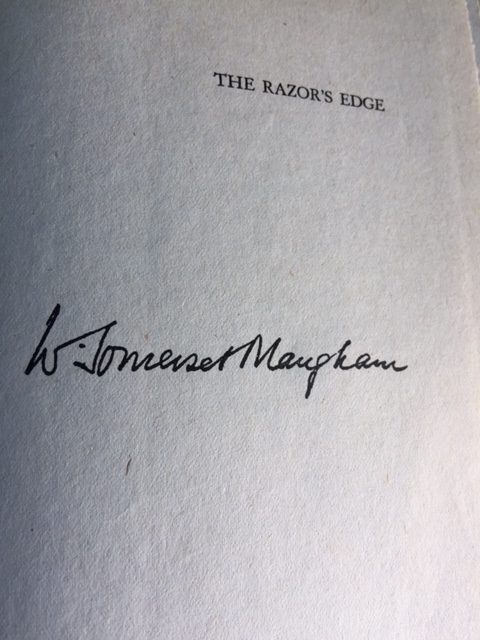 THE RAZOR'S EDGE
W. Somerset Maugham